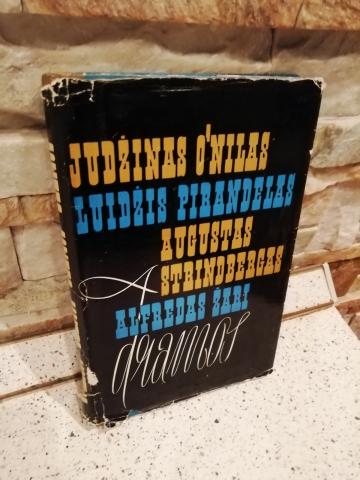 JUDŽINAS O'NILAS
LUIDŽIS PIRANDELAS
AUGUSTAS
A STRINDBERGAS
ALFREDAS ŽARI
dramos